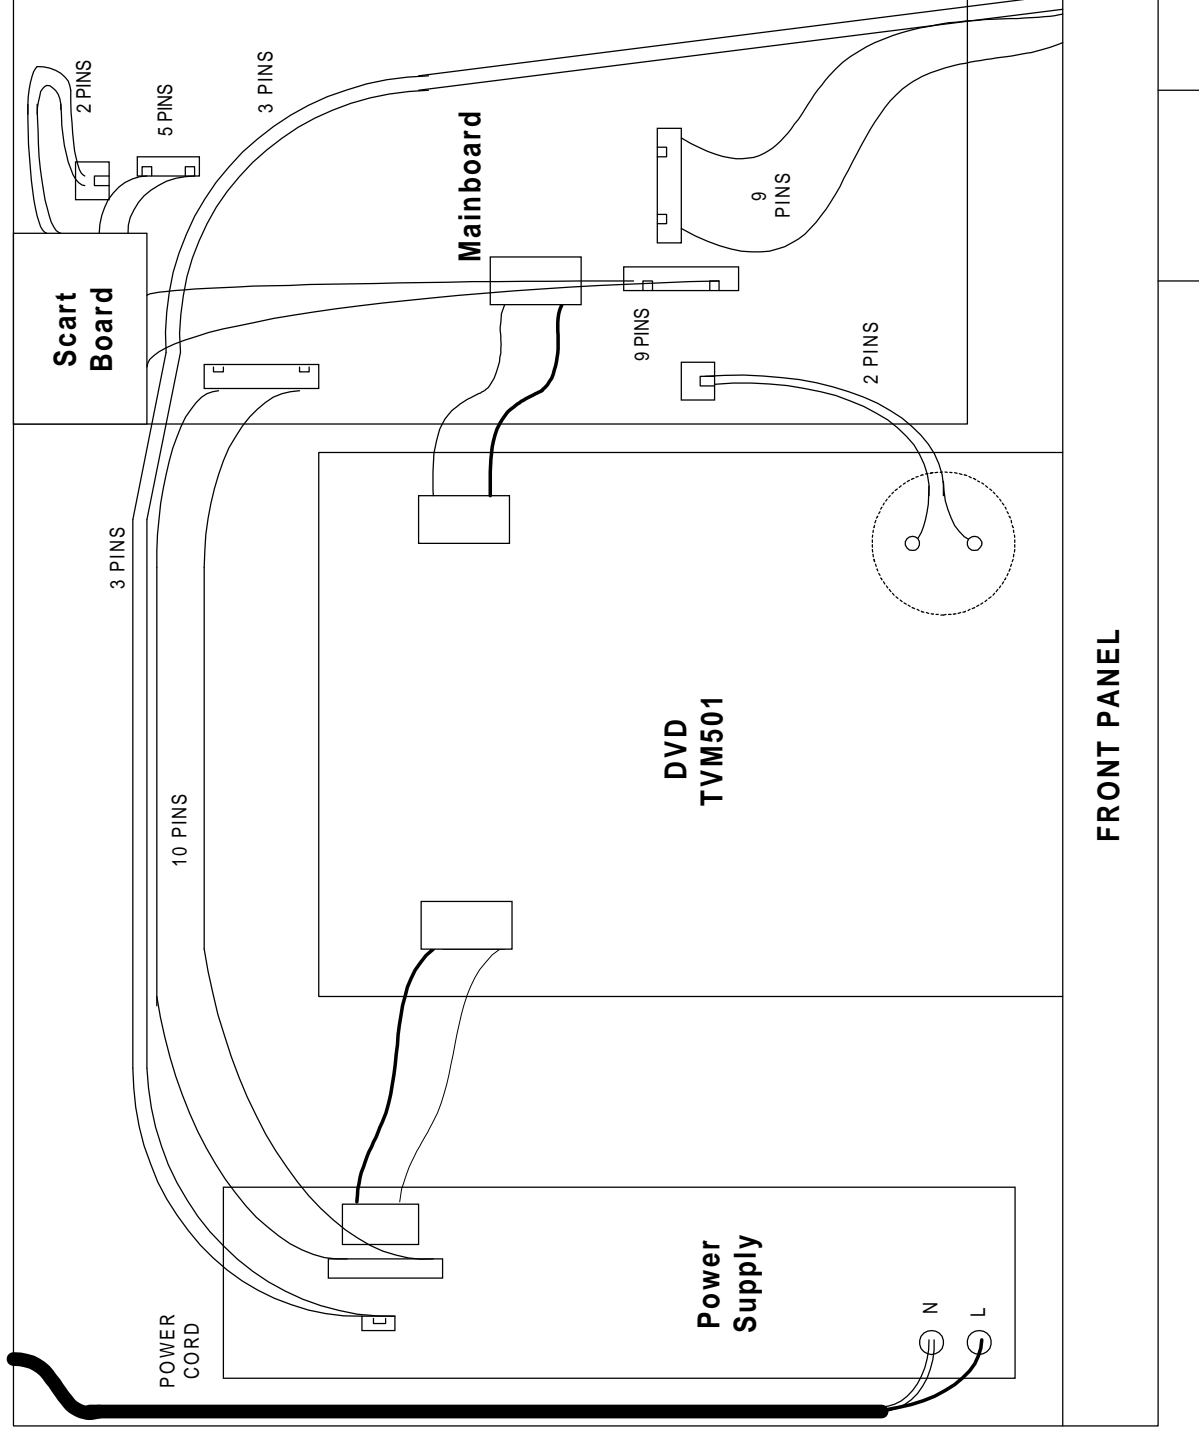 2 PINS
5 PINS
3 PINS
Mainboard
9
PINS
Scart
Board
9 PINS
2 PINS
3 PINS
10 PINS
DVD
TVM501
FRONT PANEL
Power
Supply
N
L
POWER
CORD